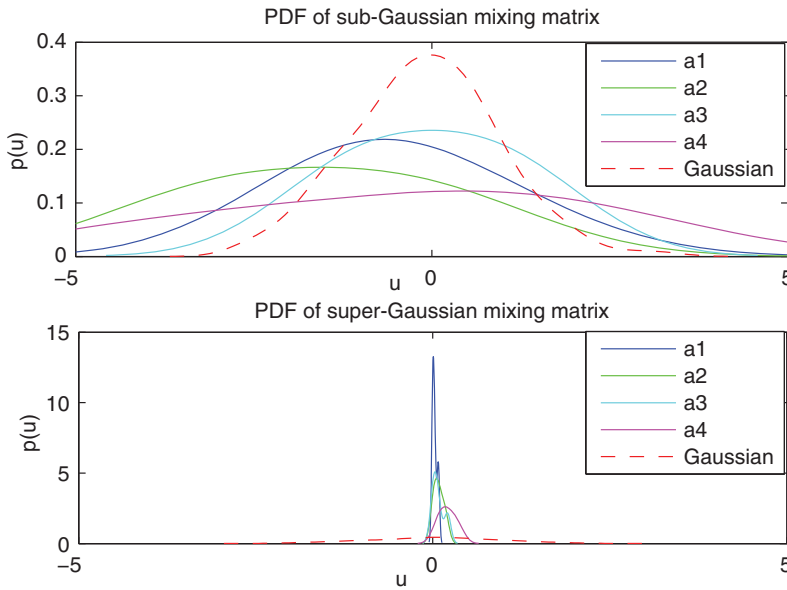 PDF of sub-Gaussian mixing matrix
0.4
0.3
0.2
0.1
0
p(u)
−5
0
5
u
a1
a2
a3
a4
Gaussian
PDF of super-Gaussian mixing matrix
15
10
5
0
p(u)
−5
0
5
u
a1
a2
a3
a4
Gaussian